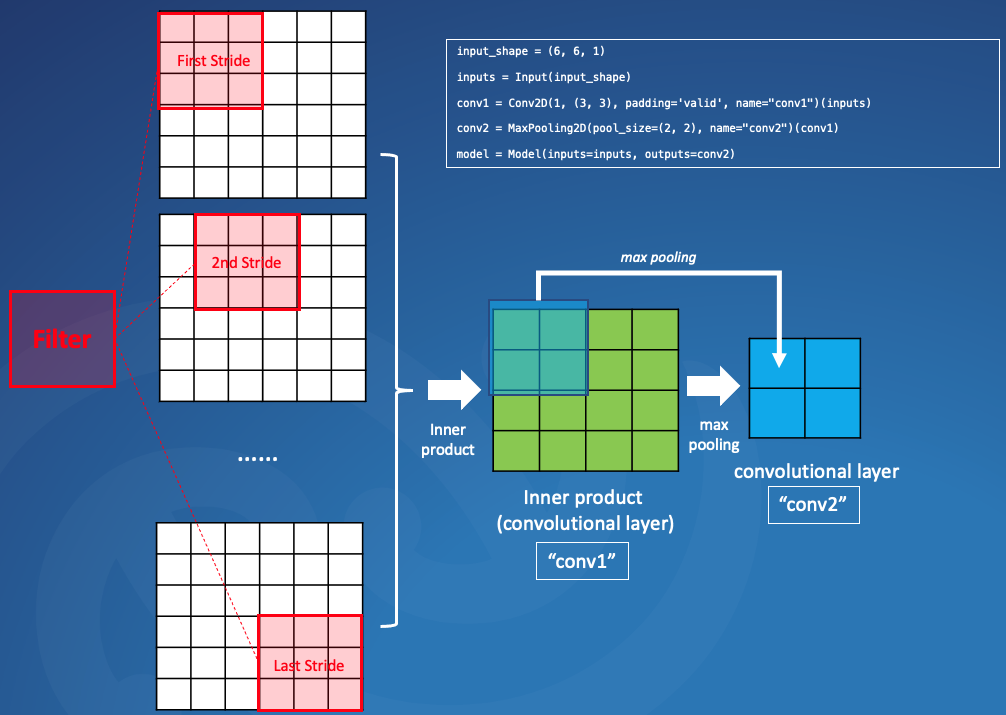 First Stride
input_shape = (6, 6, 1)
inputs = Input(input_shape)
conv1 = Conv2D(1, (3, 3), padding='valid', name="conv1")(inputs)
conv2 = MaxPooling2D(pool_size=(2, 2), name="conv2")(conv1)
model = Model(inputs=inputs, outputs=conv2)
2nd Stride
max pooling
Filter
Inner
product
max
pooling
......
convolutional layer
“conv2”
Inner product
(convolutional layer)
“conv1”
Last Stride